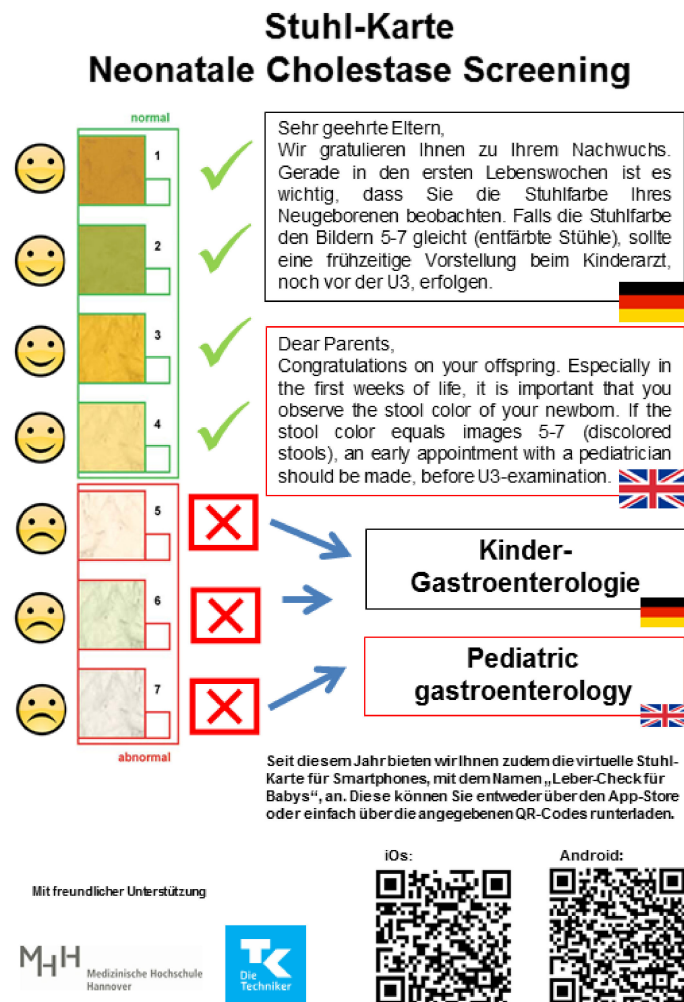 Stuhl-Karte
Neonatale Cholestase Screening
normal
1
2
3
4
5
6
7
abnormal
Sehr geehrte Eltern,
Wir gratulieren Ihnen zu Ihrem Nachwuchs.
Gerade in den ersten Lebenswochen ist es
wichtig, dass Sie die Stuhlfarbe Ihres
Neugeborenen beobachten. Falls die Stuhlfarbe
den Bildern 5-7 gleicht (entfärbte Stühle), sollte
eine frühzeitige Vorstellung beim Kinderarzt,
noch vor der U3, erfolgen.
Dear Parents,
Congratulations on your offspring. Especially in
the first weeks of life, it is important that you
observe the stool color of your newborn. If the
stool color equals images 5-7 (discolored
stools), an early appointment with a pediatrician
should be made, before U3-examination.
Kinder-
Gastroenterologie
Pediatric
gastroenterology
Seit diesem Jahr bieten wir Ihnen zudem die virtuelle Stuhl-
Karte für Smartphones, mit dem Namen „Leber-Check für
Babys“, an. Diese können Sie entweder über den App-Store
oder einfach über die angegebenen QR-Codes runterladen.
iOs:
Android:
Mit freundlicher Unterstützung
MHH
Medizinische Hochschule
Hannover
TK
Die
Techniker